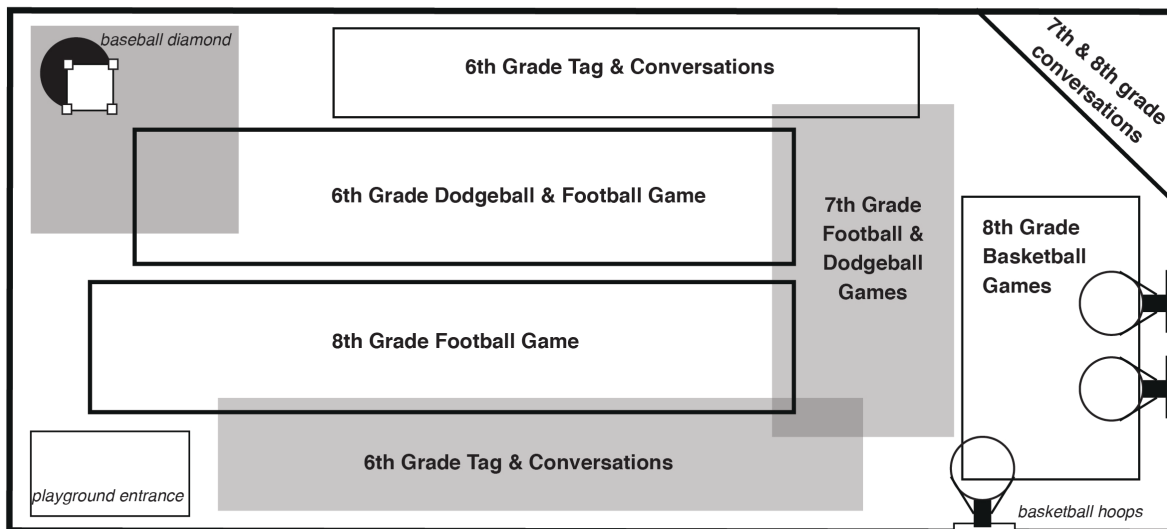 baseball diamond
6th Grade Tag & Conversations
7th & 8th grade
conversations
6th Grade Dodgeball & Football Game
7th Grade
Football &
Dodgeball
Games
8th Grade
Basketball
Games
8th Grade Football Game
6th Grade Tag & Conversations
playground entrance
basketball hoops